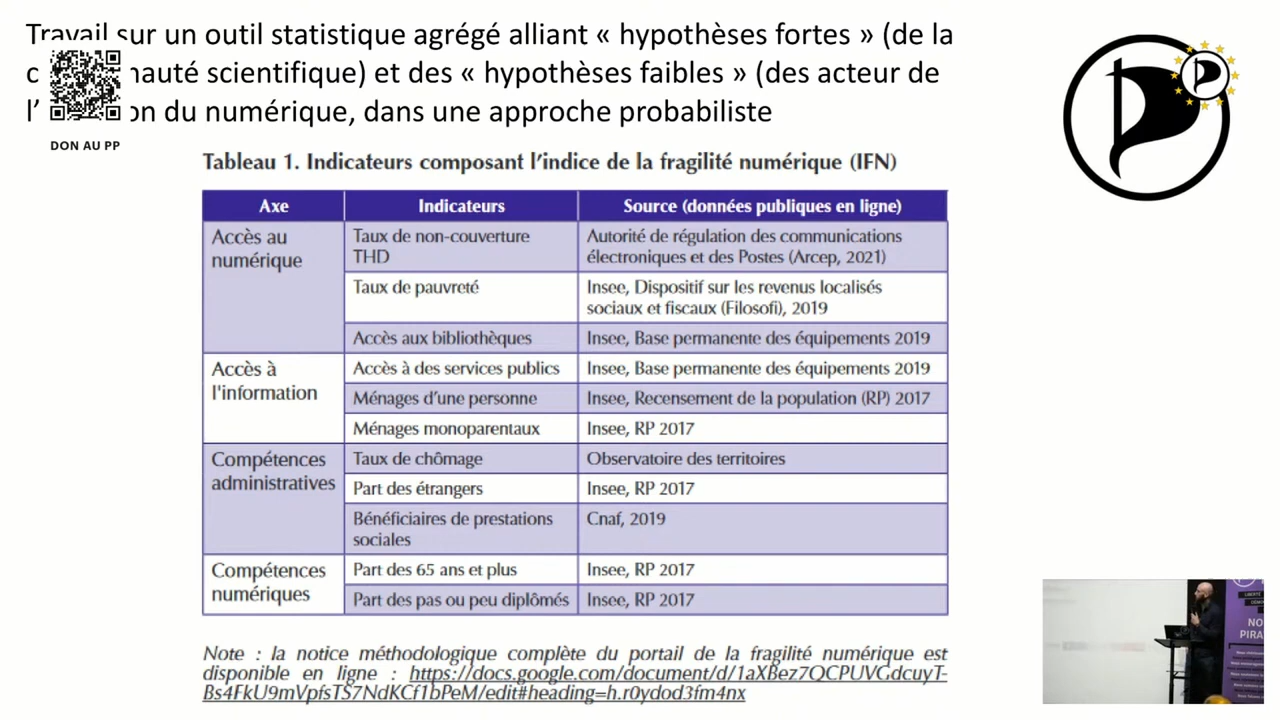 Travail sur un outil statistique agrégé alliant « hypothèses fortes » (de la
c nauté scientifique) et des « hypothèses faibles » (des acteur de
l’ on du numérique, dans une approche probabiliste
DON AU PP
Tableau 1. Indicateurs composant l’indice de la fragilité numérique (IFN)
Axe Indicateurs Source (données publiques en ligne)
Accès au numérique
Taux de non-couverture THD
Autorité de régulation des communications
électroniques et des Postes (Arcep, 2021)
Taux de pauvreté
Insee, Dispositif sur les revenus localisés
sociaux et fiscaux (Filosofi), 2019
Accès aux bibliothèques Insee, Base permanente des équipements 2019
Accès à l'information
Accès à des services publics Insee, Base permanente des équipements 2019
Ménages d’une personne Insee, Recensement de la population (RP) 2017
Ménages monoparentaux Insee, RP 2017
Compétences administratives
Taux de chômage Observatoire des territoires
Part des étrangers Insee, RP 2017
Bénéficiaires de prestations sociales Cnaf, 2019
Compétences numériques
Part des 65 ans et plus Insee, RP 2017
Part des pas ou peu diplômés Insee, RP 2017
Note : la notice méthodologique complète du portail de la fragilité numérique est
disponible en ligne : https://docs.google.com/document/d/1aXBez7QCPUVGdcuyT-
Bs4FkU9mVpfsTS7NdKCf1bPeM/edit#heading=h.r0ydod3fm4nx
NO
PIRA